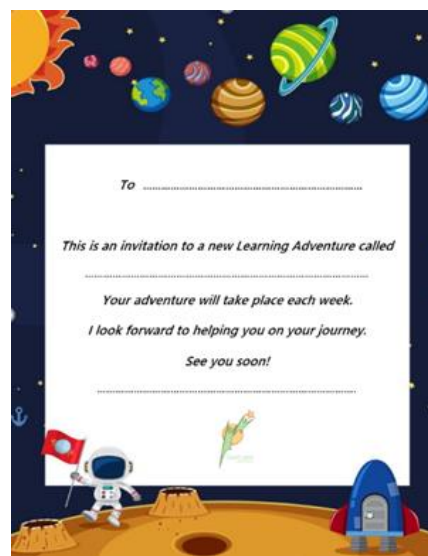 To ..........................................................................
This is an invitation to a new Learning Adventure called
................................................................................................
Your adventure will take place each week.
I look forward to helping you on your journey.
See you soon!
.......................................................................................